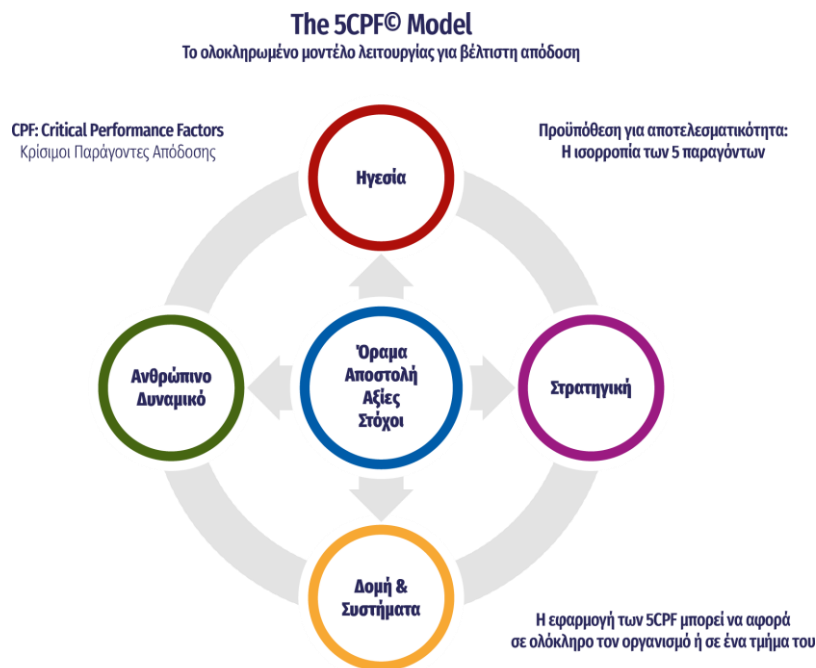 The 5CPF© Model
Το ολοκληρωμένο μοντέλο λειτουργίας για βέλτιστη απόδοση
CPF: Critical Performance Factors
Κρίσιμοι Παράγοντες Απόδοσης
Προϋπόθεση για αποτελεσματικότητα:
Η ισορροπία των 5 παραγόντων
Ηγεσία
Ανθρώπινο
Δυναμικό
Όραμα
Αποστολή
Αξίες
Στόχοι
Στρατηγική
Δομή &
Συστήματα
Η εφαρμογή των 5CPF μπορεί να αφορά
σε ολόκληρο τον οργανισμό ή σε ένα τμήμα του